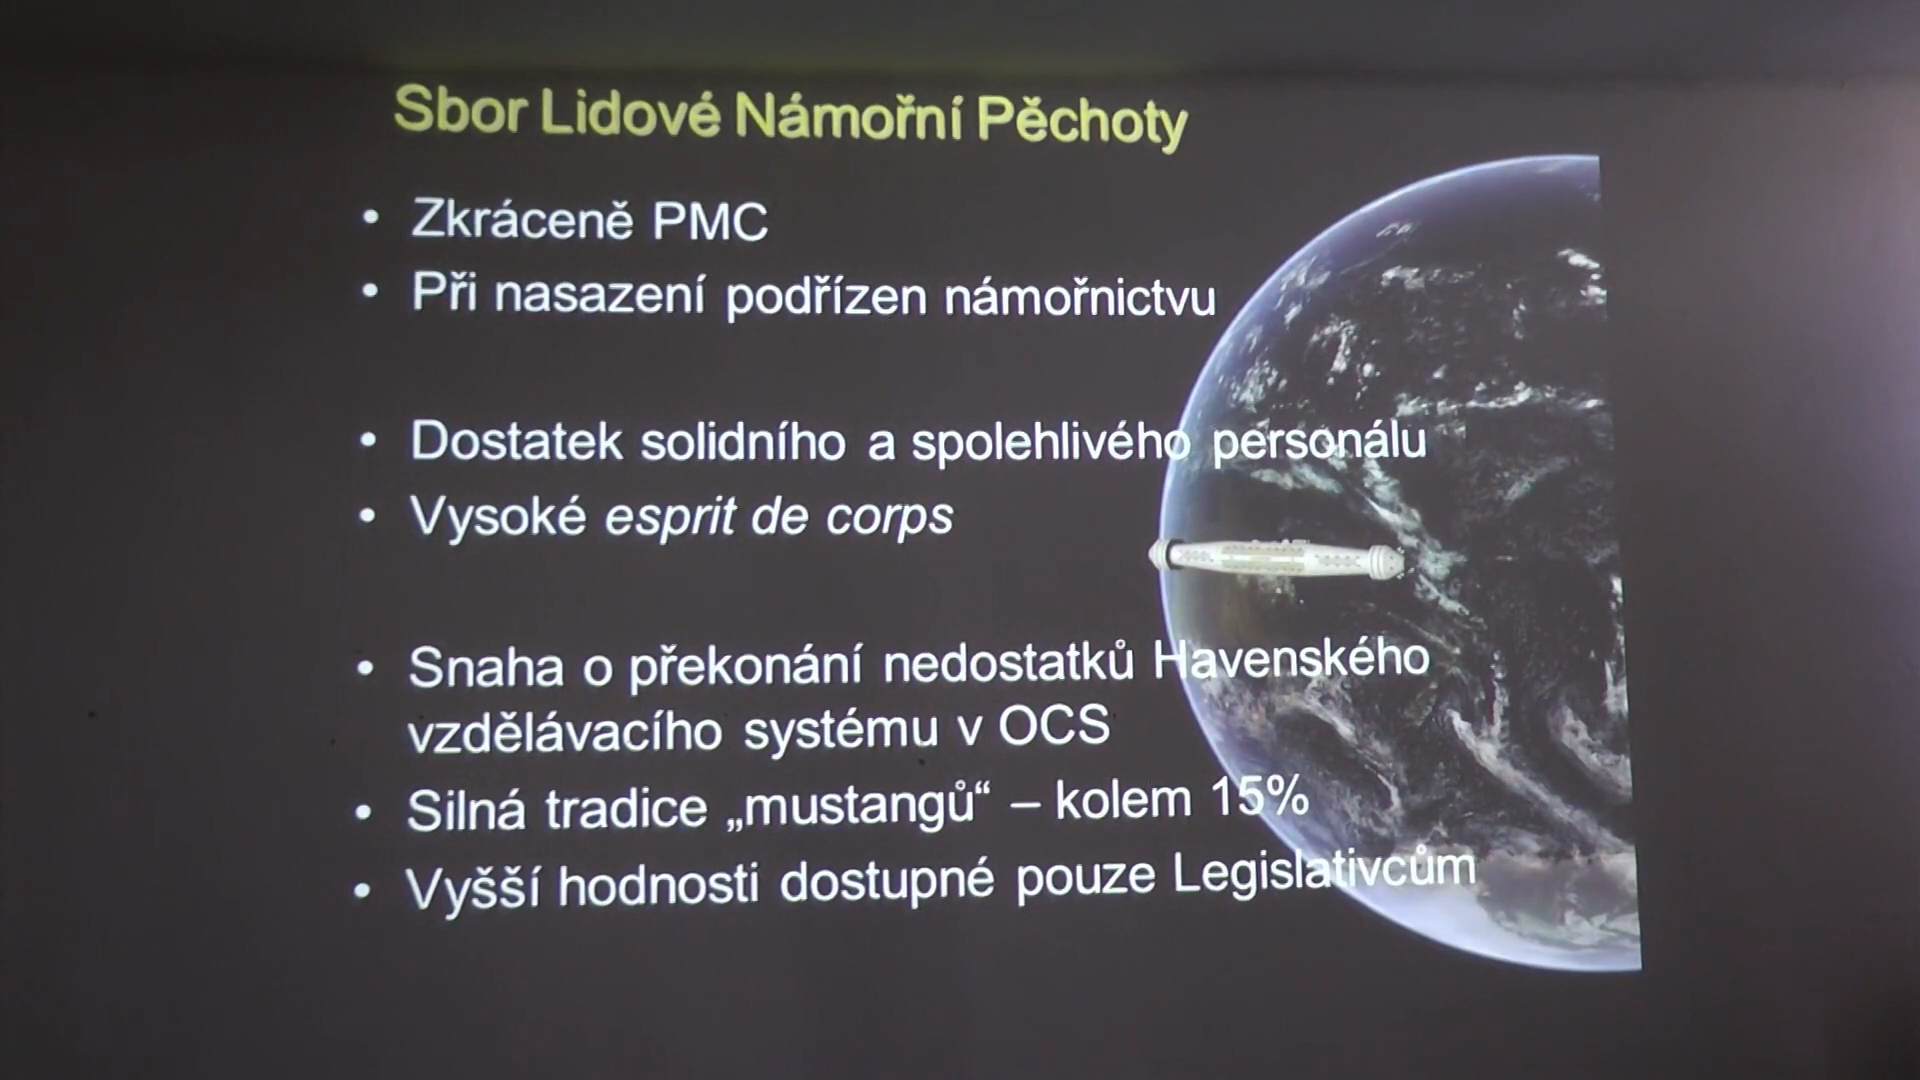 Sbor Lidové Námořní Pěchoty
• Zkráceně PMC
• Při nasazení podřízen námořnictvu
• Dostatek solidního a spolehlivého personálu
• Vysoké esprit de corps
• Snaha o překonání nedostatků Havenského
vzdělávacího systému v OCS
• Silná tradice „mustangů“ – kolem 15%
• Vyšší hodnosti dostupné pouze Legislativcům